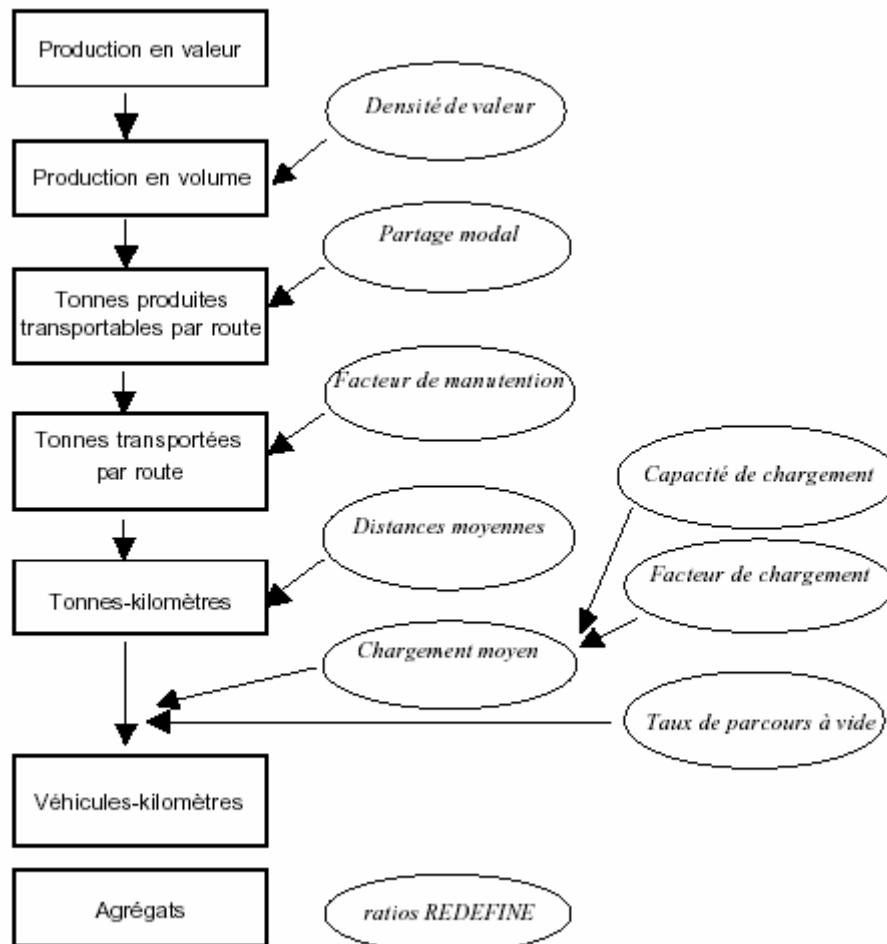 Production en valeur
Densité de valeur
Production en volume
Partage modal
Tonnes produites
transportables par route
Facteur de manutention
Tonnes transportées
par route
Capacité de chargement
Distances moyennes
Facteur de chargement
Tonnes-kilomètres
Chargement moyen
Taux de parcours à vide
Véhicules-kilomètres
Agrégats
ratios REDEFINE